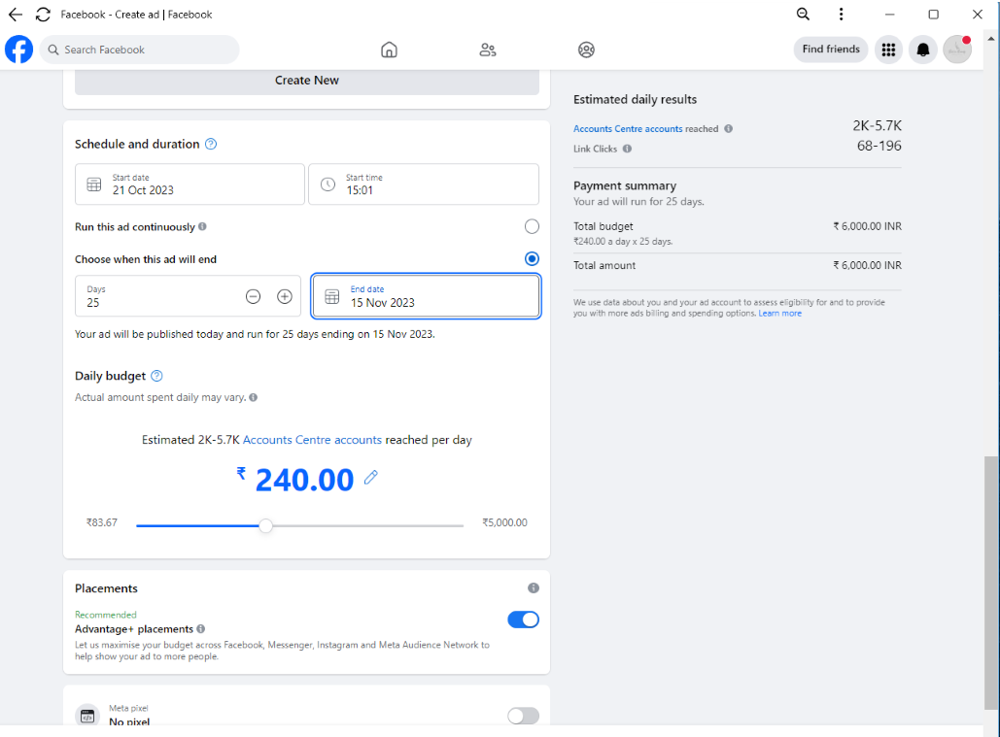 Facebook - Create ad | Facebook
Search Facebook
Find friends
Create New
Schedule and duration
Start date
21 Oct 2023
Start time
15:01
Run this ad continuously
Choose when this ad will end
Days
25
End date
15 Nov 2023
Your ad will be published today and run for 25 days ending on 15 Nov 2023.
Daily budget
Actual amount spent daily may vary.
Estimated 2K-5.7K Accounts Centre accounts reached per day
₹ 240.00
₹83.67
₹5,000.00
Placements
Recommended
Advantage+ placements
Let us maximise your budget across Facebook, Messenger, Instagram and Meta Audience Network to
help show your ad to more people.
Meta pixel
No pixel
Estimated daily results
Accounts Centre accounts reached 2K-5.7K
Link Clicks 68-196
Payment summary
Your ad will run for 25 days.
Total budget ₹ 6,000.00 INR
₹240.00 a day x 25 days.
Total amount ₹ 6,000.00 INR
We use data about you and your ad account to assess eligibility for and to provide
you with more ads billing and spending options. Learn more